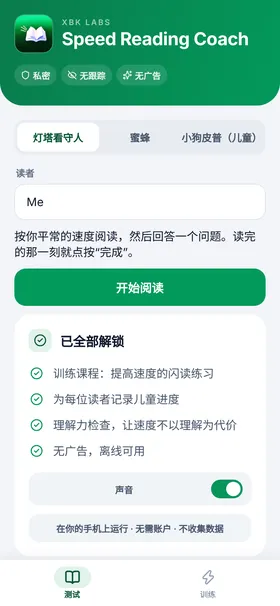 XBK LABS
Speed Reading Coach
私密
无跟踪
无广告
灯塔看守人
蜜蜂
小狗皮普（儿童）
读者
Me
按你平常的速度阅读，然后回答一个问题。读完
的那一刻就点按“完成”。
开始阅读
已全部解锁
训练课程：提高速度的闪读练习
为每位读者记录儿童进度
理解力检查，让速度不以理解为代价
无广告，离线可用
声音
在你的手机上运行 · 无需账户 · 不收集数据
测试
训练